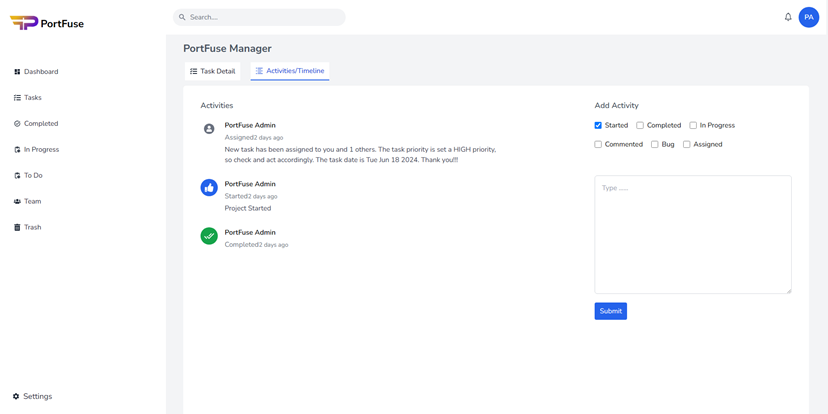 PortFuse
Search....
PA
Dashboard
Tasks
Completed
In Progress
To Do
Team
Trash
Settings
PortFuse Manager
Task Detail
Activities/Timeline
Activities
PortFuse Admin
Assigned2 days ago
New task has been assigned to you and 1 others. The task priority is set a HIGH priority,
so check and act accordingly. The task date is Tue Jun 18 2024. Thank you!!!
PortFuse Admin
Started2 days ago
Project Started
PortFuse Admin
Completed2 days ago
Add Activity
Started Completed In Progress
Commented Bug Assigned
Type ......
Submit